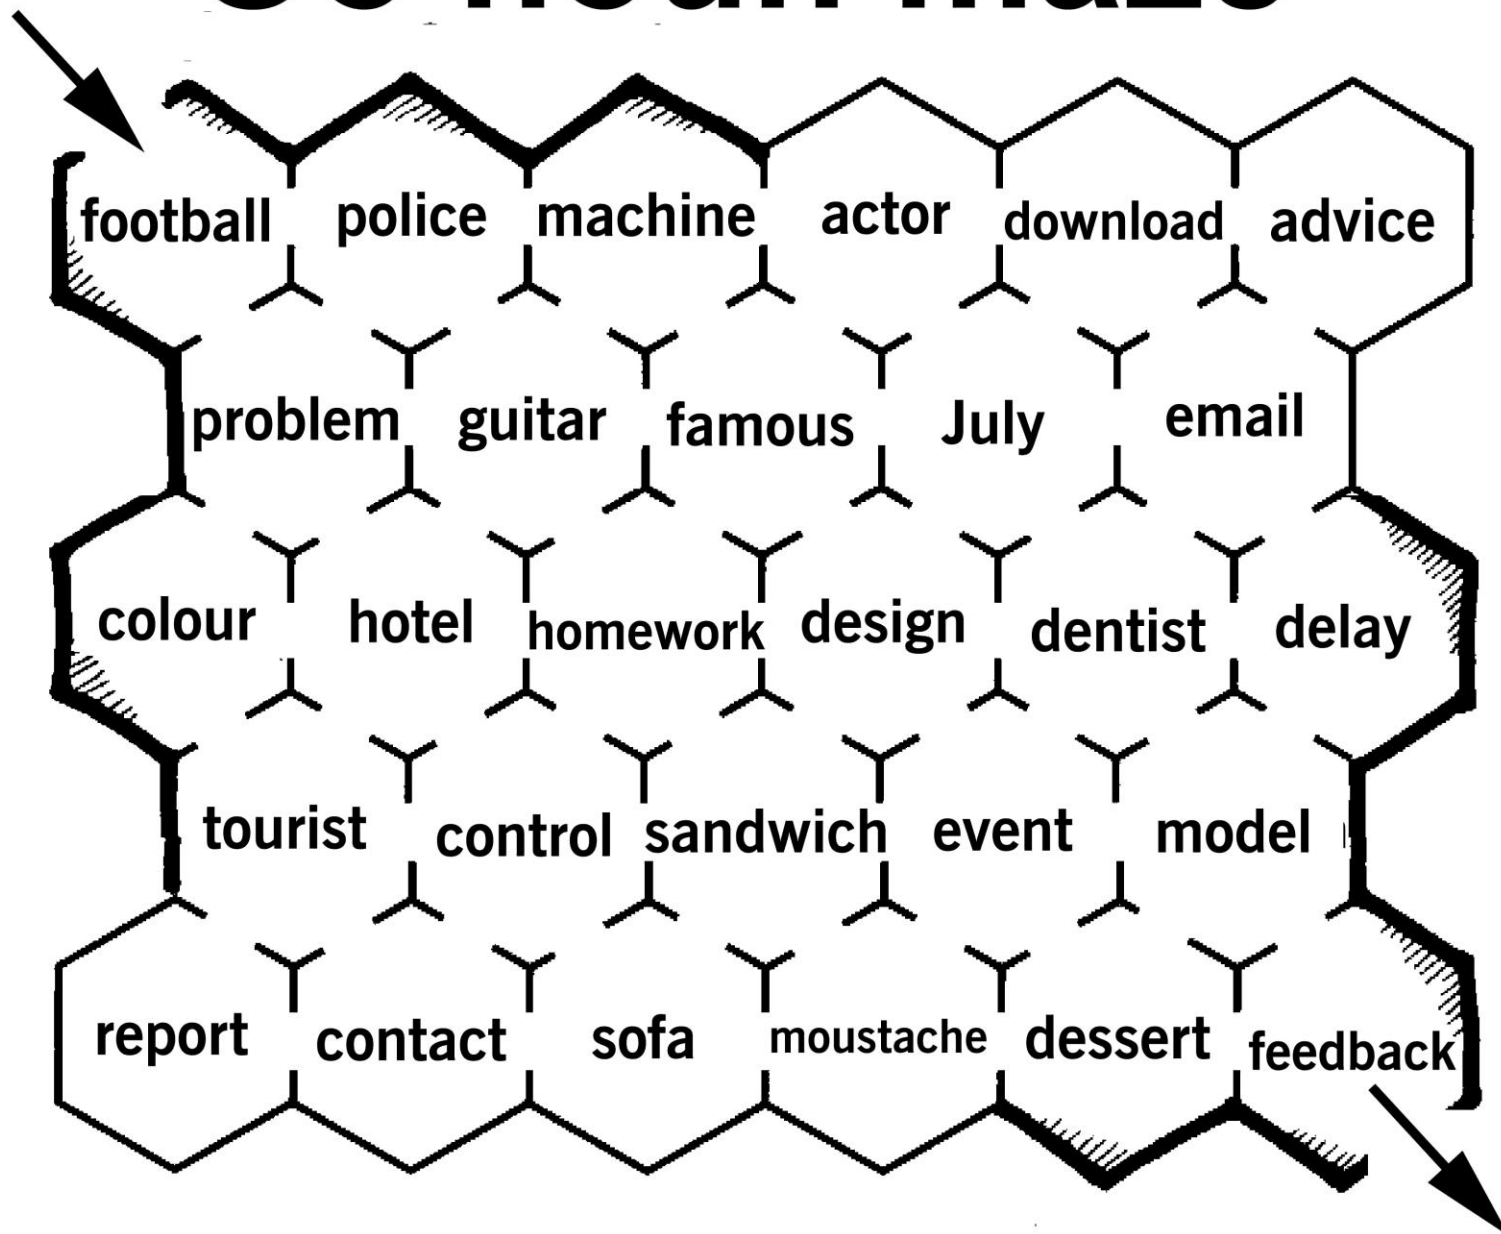 football police machine actor download advice
problem guitar famous July email
colour hotel homework design dentist delay
tourist control sandwich event model
report contact sofa moustache dessert feedback